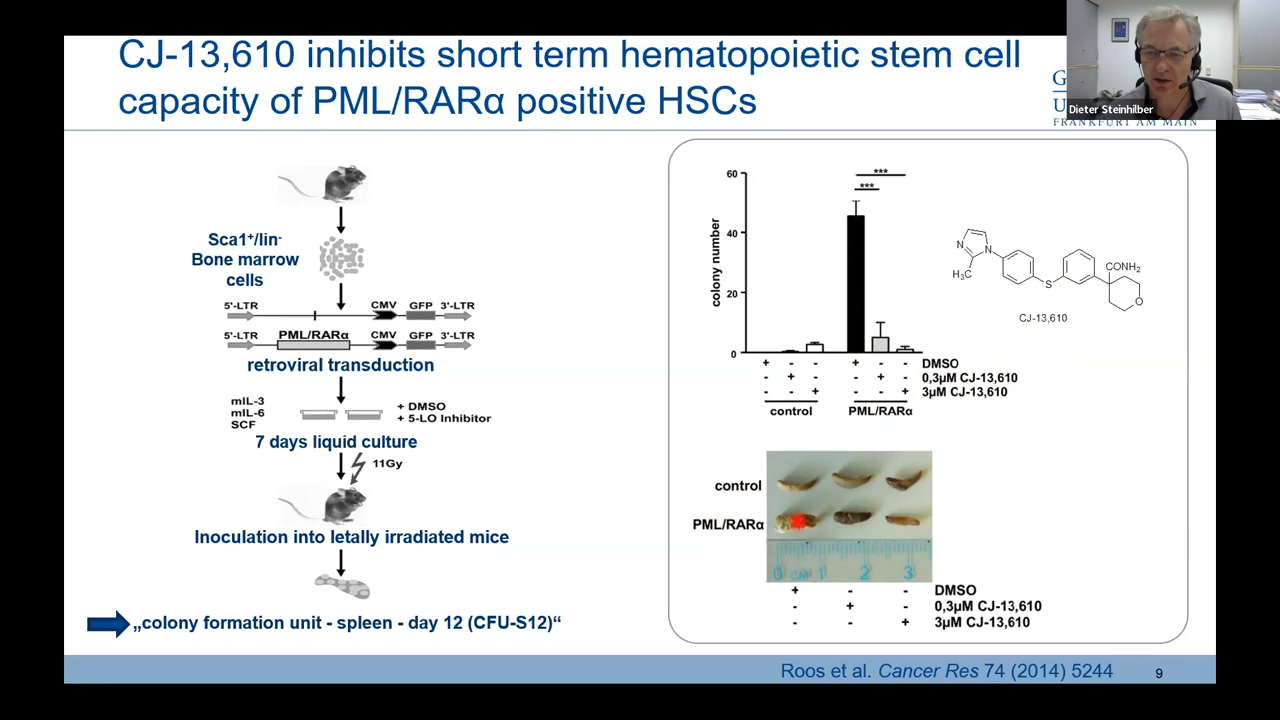 CJ-13,610 inhibits short term hematopoietic stem cell
capacity of PML/RARα positive HSCs
G
U
FRANKFURT AM MAIN
Dieter Steinhilber
Sca1+/lin-
Bone marrow
cells
5'-LTR CMV GFP 3'-LTR
5'-LTR PML/RARα CMV GFP 3'-LTR
retroviral transduction
mIL-3
mIL-6
SCF
+ DMSO
+ 5-LO Inhibitor
7 days liquid culture
11Gy
Inoculation into letally irradiated mice
„colony formation unit - spleen - day 12 (CFU-S12)“
colony number
60
40
20
0
***
***
+ - - + - - DMSO
- + - - + - 0,3µM CJ-13,610
- - + - - + 3µM CJ-13,610
control PML/RARα
N
N
H3C
S
CONH2
O
CJ-13,610
control
PML/RARα
0 1 2 3
+ - - DMSO
- + - 0,3µM CJ-13,610
- - + 3µM CJ-13,610
Roos et al. Cancer Res 74 (2014) 5244
9